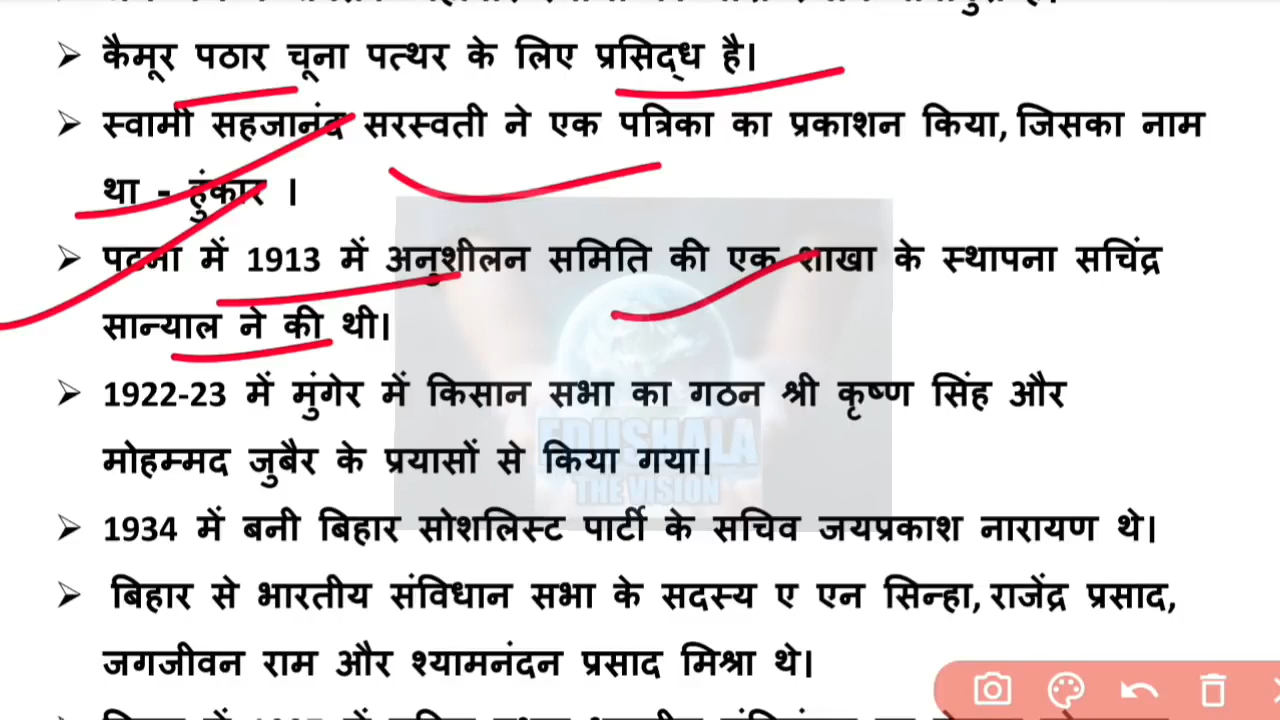 ➢ कैमूर पठार चूना पत्थर के लिए प्रसिद्ध है।
➢ स्वामी सहजानंद सरस्वती ने एक पत्रिका का प्रकाशन किया, जिसका नाम
था - हुंकार ।
➢ पटना में 1913 में अनुशीलन समिति की एक शाखा के स्थापना सचिंद्र
सान्याल ने की थी।
➢ 1922-23 में मुंगेर में किसान सभा का गठन श्री कृष्ण सिंह और
मोहम्मद जुबैर के प्रयासों से किया गया।
➢ 1934 में बनी बिहार सोशलिस्ट पार्टी के सचिव जयप्रकाश नारायण थे।
➢ बिहार से भारतीय संविधान सभा के सदस्य ए एन सिन्हा, राजेंद्र प्रसाद,
जगजीवन राम और श्यामनंदन प्रसाद मिश्रा थे।
EDUSHALA
THE VISION